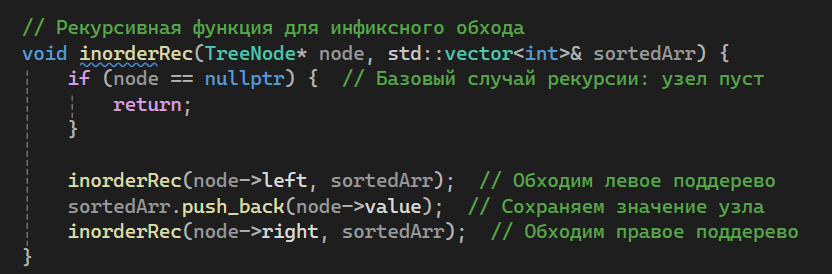 // Рекурсивная функция для инфиксного обхода
void inorderRec(TreeNode* node, std::vector<int>& sortedArr) {
    if (node == nullptr) {  // Базовый случай рекурсии: узел пуст
        return;
    }

    inorderRec(node->left, sortedArr);  // Обходим левое поддерево
    sortedArr.push_back(node->value);  // Сохраняем значение узла
    inorderRec(node->right, sortedArr);  // Обходим правое поддерево
}